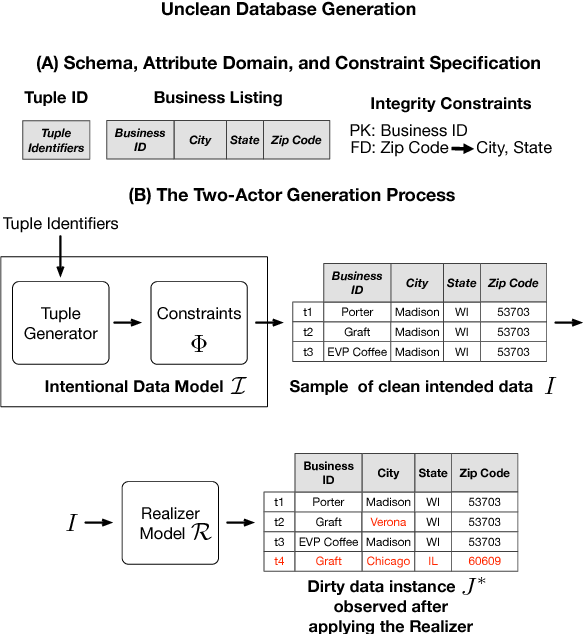 Unclean Database Generation
(A) Schema, Attribute Domain, and Constraint Specification
Tuple ID
Business Listing
Integrity Constraints
Tuple
Identifiers
Business
ID
City
State
Zip Code
PK: Business ID
FD: Zip Code → City, State
(B) The Two-Actor Generation Process
Tuple Identifiers
Tuple
Generator
Constraints
Φ
Intentional Data Model ℐ
Business
ID
City
State
Zip Code
t1 Porter Madison WI 53703
t2 Graft Madison WI 53703
t3 EVP Coffee Madison WI 53703
Sample of clean intended data I
I
Realizer
Model ℛ
Business
ID
City
State
Zip Code
t1 Porter Madison WI 53703
t2 Graft Verona WI 53703
t3 EVP Coffee Madison WI 53703
t4 Graft Chicago IL 60609
Dirty data instance J*
observed after
applying the Realizer